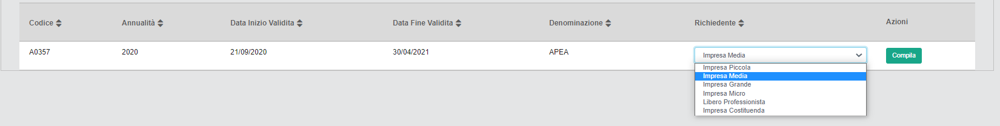 Codice Annualità Data Inizio Validita Data Fine Validita Denominazione Richiedente Azioni
A0357 2020 21/09/2020 30/04/2021 APEA Impresa Media Compila
Impresa Piccola
Impresa Media
Impresa Grande
Impresa Micro
Libero Professionista
Impresa Costituenda